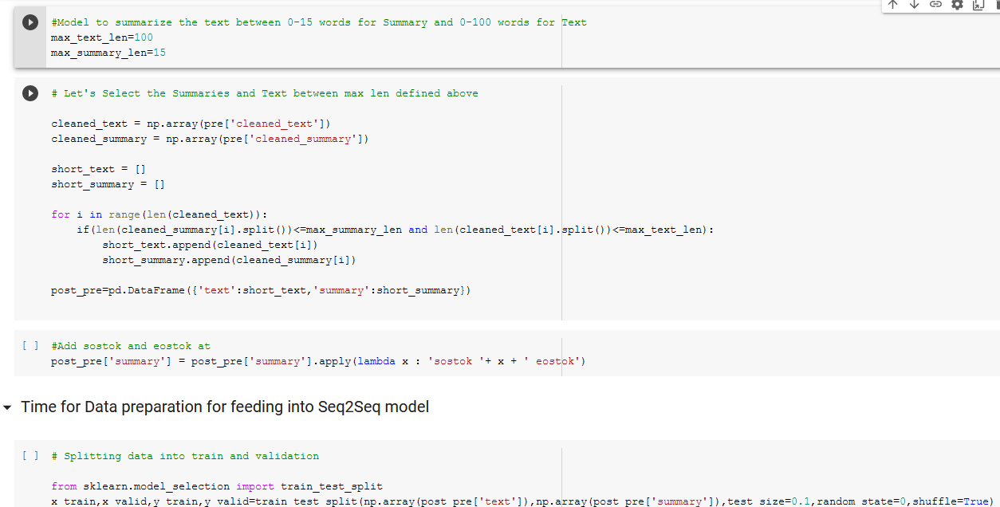 #Model to summarize the text between 0-15 words for Summary and 0-100 words for Text
max_text_len=100
max_summary_len=15
# Let's Select the Summaries and Text between max len defined above
cleaned_text = np.array(pre['cleaned_text'])
cleaned_summary = np.array(pre['cleaned_summary'])
short_text = []
short_summary = []
for i in range(len(cleaned_text)):
    if(len(cleaned_summary[i].split())<=max_summary_len and len(cleaned_text[i].split())<=max_text_len):
        short_text.append(cleaned_text[i])
        short_summary.append(cleaned_summary[i])
post_pre=pd.DataFrame({'text':short_text,'summary':short_summary})
[ ] #Add sostok and eostok at
post_pre['summary'] = post_pre['summary'].apply(lambda x : 'sostok '+ x + ' eostok')
Time for Data preparation for feeding into Seq2Seq model
[ ] # Splitting data into train and validation
from sklearn.model_selection import train_test_split
x_train,x_valid,y_train,y_valid=train_test_split(np.array(post_pre['text']),np.array(post_pre['summary']),test_size=0.1,random_state=0,shuffle=True)